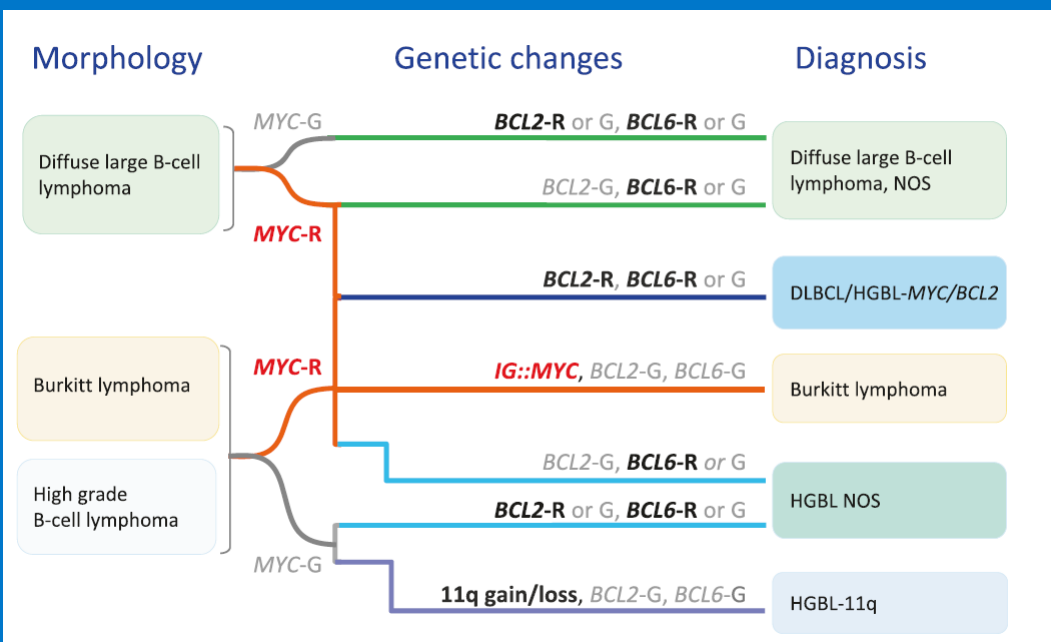 Morphology
Genetic changes
Diagnosis
Diffuse large B-cell
lymphoma
MYC-G
BCL2-R or G, BCL6-R or G
Diffuse large B-cell
lymphoma, NOS
BCL2-G, BCL6-R or G
MYC-R
BCL2-R, BCL6-R or G
DLBCL/HGBL-MYC/BCL2
Burkitt lymphoma
MYC-R
IG::MYC, BCL2-G, BCL6-G
Burkitt lymphoma
High grade
B-cell lymphoma
BCL2-G, BCL6-R or G
HGBL NOS
BCL2-R or G, BCL6-R or G
MYC-G
11q gain/loss, BCL2-G, BCL6-G
HGBL-11q